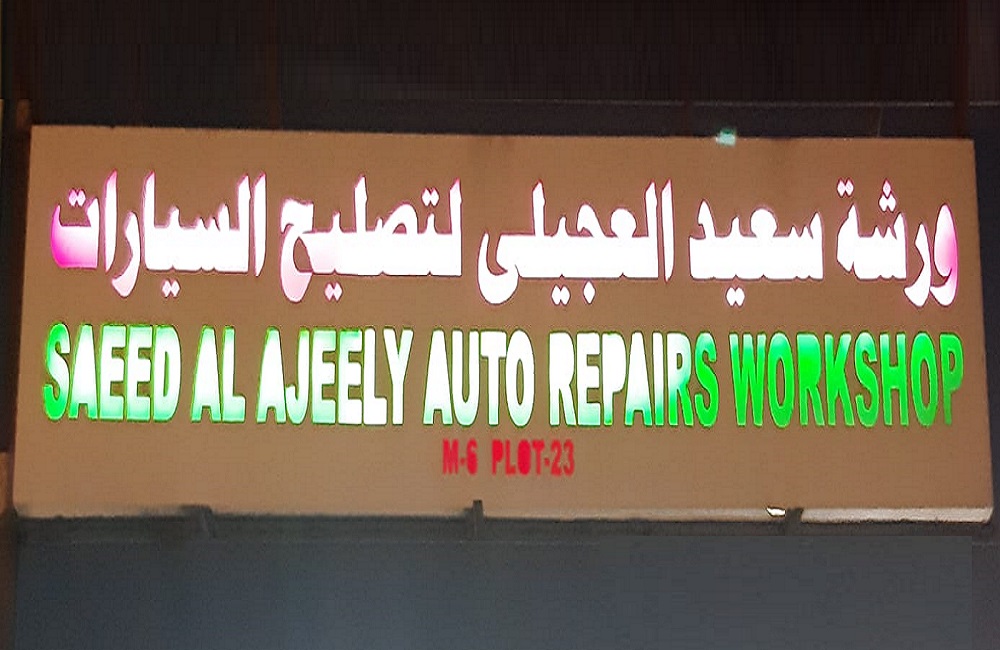 ورشة سعيد العجيلى لتصليح السيارات
SAEED AL AJEELY AUTO REPAIRS WORKSHOP
M-6 PLOT-23